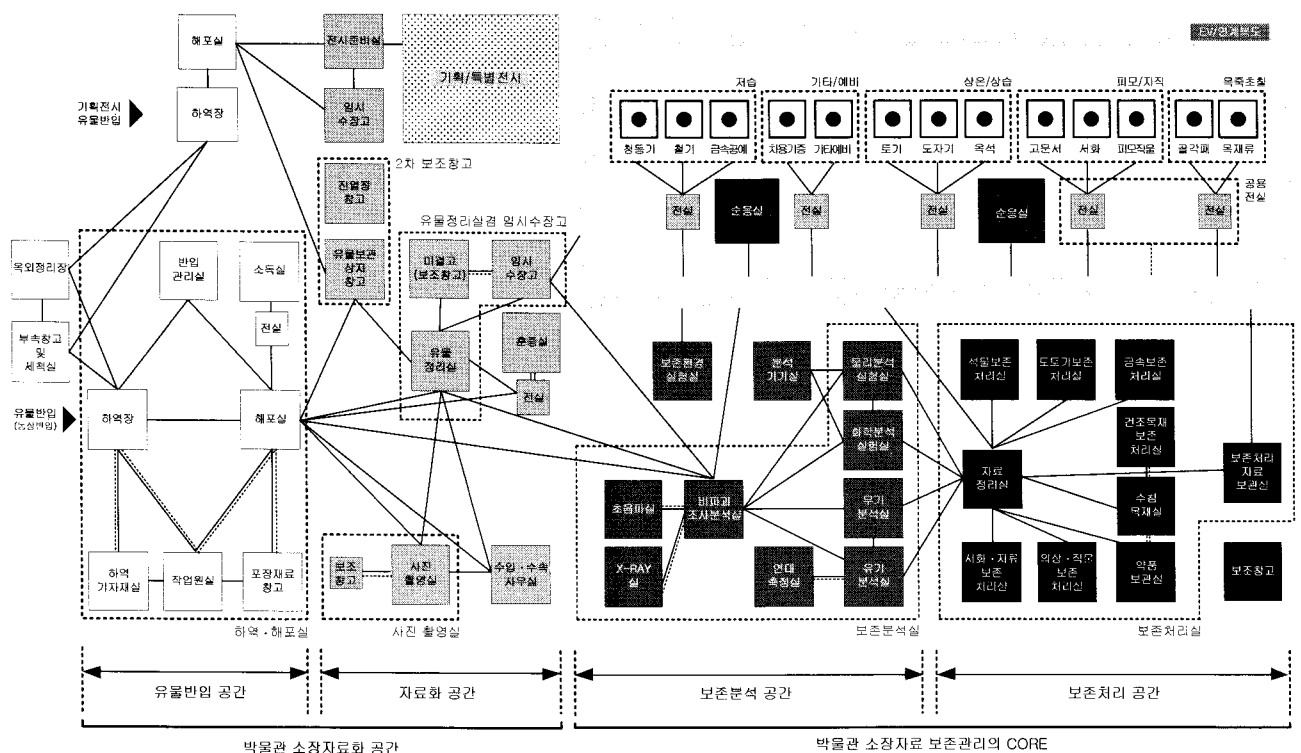 해포실
전시준비실
기획/특별전시
기획전시
유물반입
하역장
임시
수장고
EV/연계복도
저습
기타/예비
상온/상습
피모/지직
목죽초칠
청동기
철기
금속공예
차용기증
기타예비
토기
도자기
옥석
고문서
서화
피모직물
골각패
목재류
공용
전실
전실
순응실
전실
전실
순응실
전실
전실
2차 보조창고
진열장
창고
유물보관
상자
창고
유물정리실겸 임시수장고
미결고
(보조창고)
임시
수장고
유물
정리실
훈증실
전실
옥외정리장
반입
관리실
소독실
전실
부속창고
및
세척실
유물반입
(통상반입)
하역장
해포실
하역
기자재실
작업원실
포장재료
창고
하역·해포실
보조
창고
사진
촬영실
수입·수속
사무실
사진 촬영실
보존환경
실험실
분석
기기실
물리분석
실험실
화학분석
실험실
초음파실
비파괴
조사분석실
무기
분석실
X-RAY
실
연대
측정실
유기
분석실
보존분석실
석물보존
처리실
도토기보존
처리실
금속보존
처리실
건조목재
보존
처리실
자료
정리실
보존처리
자료
보관실
수침
목재실
서화·지류
보존
처리실
의상·직물
보존
처리실
약품
보관실
보조창고
보존처리실
유물반입 공간
자료화 공간
보존분석 공간
보존처리 공간
박물관 소장자료화 공간
박물관 소장자료 보존관리의 CORE